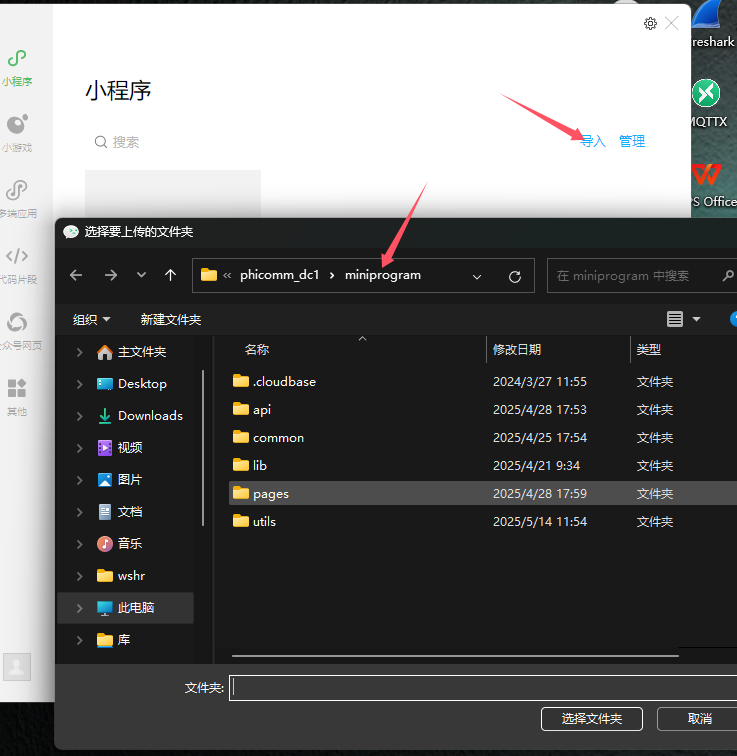 小程序
小游戏
多端应用
代码片段
公众号网页
其他
小程序
搜索
导入 管理
reshark
MQTTX
PS Office
选择要上传的文件夹
« phicomm_dc1 › miniprogram
在 miniprogram 中搜索
组织 新建文件夹
名称 修改日期 类型
主文件夹
Desktop
Downloads
视频
图片
文档
音乐
wshr
此电脑
库
.cloudbase 2024/3/27 11:55 文件夹
api 2025/4/28 17:53 文件夹
common 2025/4/25 17:54 文件夹
lib 2025/4/21 9:34 文件夹
pages 2025/4/28 17:59 文件夹
utils 2025/5/14 11:54 文件夹
文件夹:
选择文件夹 取消